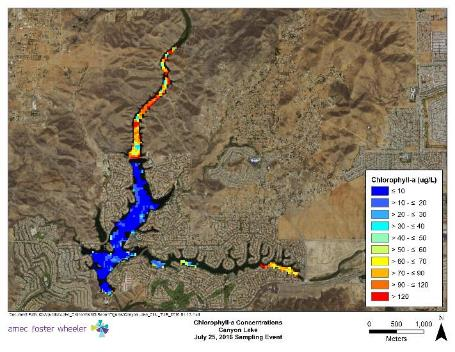 Chlorophyll-a (ug/L)
≤ 10
> 10 - ≤ 20
> 20 - ≤ 30
> 30 - ≤ 40
> 40 - ≤ 50
> 50 - ≤ 60
> 60 - ≤ 70
> 70 - ≤ 90
> 90 - ≤ 120
> 120
amec foster wheeler
Chlorophyll-a Concentrations
Canyon Lake
July 25, 2016 Sampling Event
0 500 1,000
Meters
N